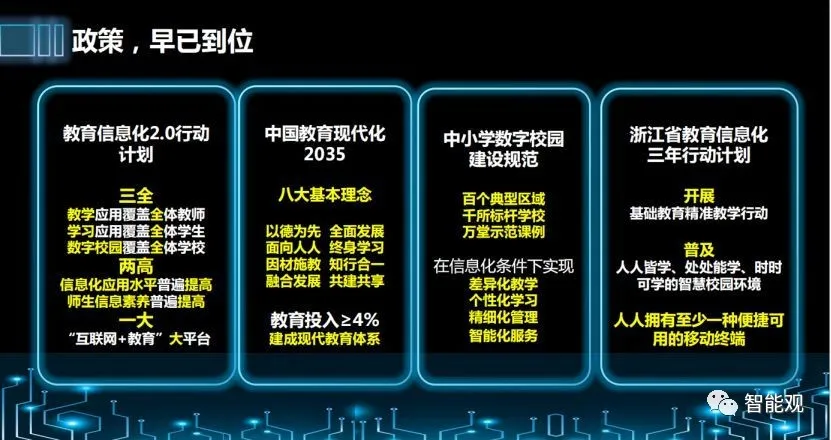 政策，早已到位
教育信息化2.0行动
计划
三全
教学应用覆盖全体教师
学习应用覆盖全体学生
数字校园覆盖全体学校
两高
信息化应用水平普遍提高
师生信息素养普遍提高
一大
“互联网+教育”大平台
中国教育现代化
2035
八大基本理念
以德为先 全面发展
面向人人 终身学习
因材施教 知行合一
融合发展 共建共享
教育投入≥4%
建成现代教育体系
中小学数字校园
建设规范
百个典型区域
千所标杆学校
万堂示范课例
在信息化条件下实现
差异化教学
个性化学习
精细化管理
智能化服务
浙江省教育信息化
三年行动计划
开展
基础教育精准教学行动
普及
人人皆学、处处能学、时时
可学的智慧校园环境
人人拥有至少一种便捷可
用的移动终端
智能观